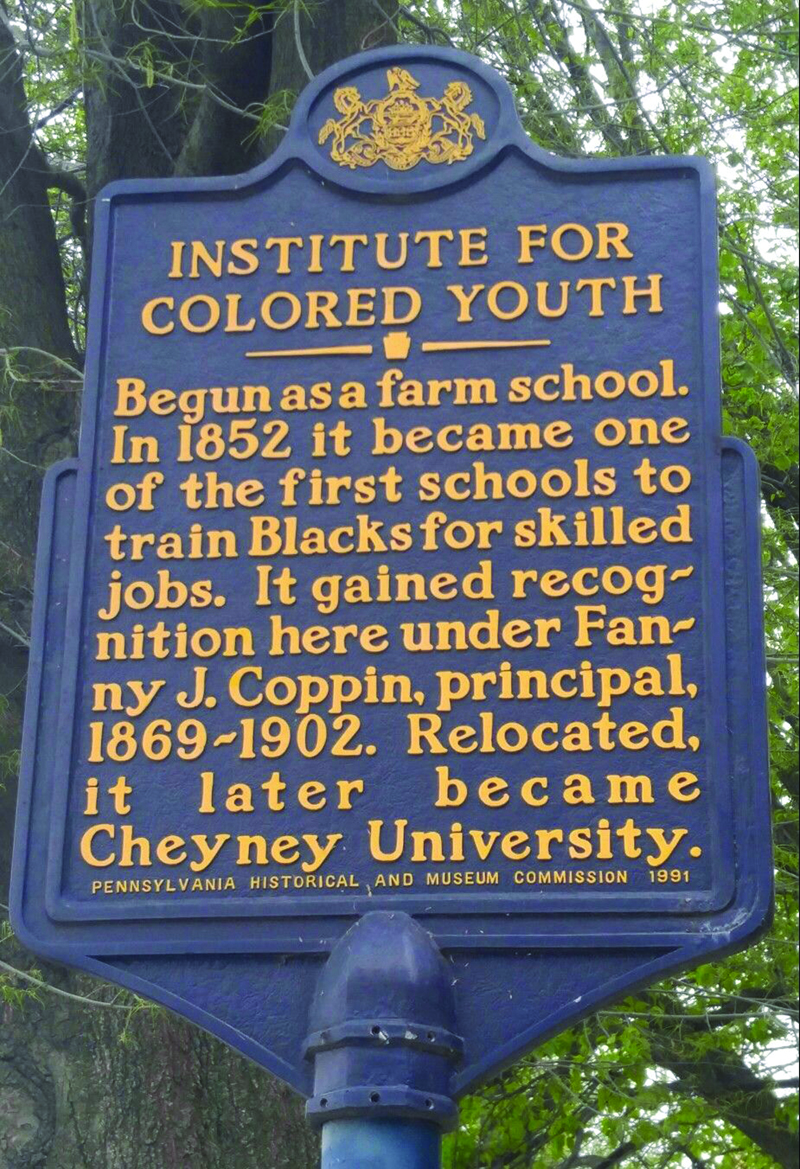 INSTITUTE FOR
COLORED YOUTH
Begun as a farm school.
In 1852 it became one
of the first schools to
train Blacks for skilled
jobs. It gained recog-
nition here under Fan-
ny J. Coppin, principal,
1869-1902. Relocated,
it later became
Cheyney University.
PENNSYLVANIA HISTORICAL AND MUSEUM COMMISSION 1991